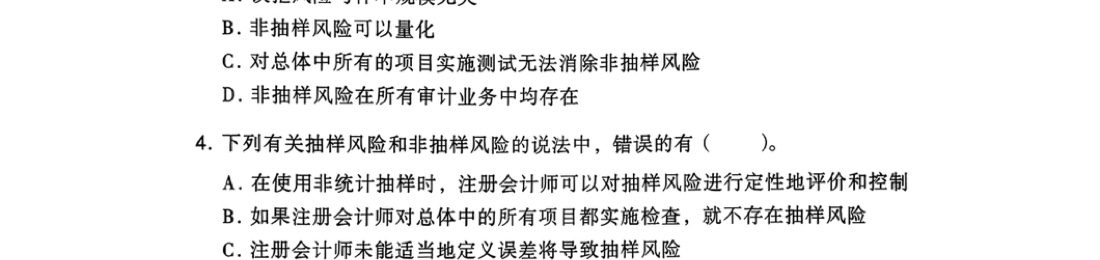 B. 非抽样风险可以量化
C. 对总体中所有的项目实施测试无法消除非抽样风险
D. 非抽样风险在所有审计业务中均存在
4. 下列有关抽样风险和非抽样风险的说法中，错误的有（　　）。
A. 在使用非统计抽样时，注册会计师可以对抽样风险进行定性地评价和控制
B. 如果注册会计师对总体中的所有项目都实施检查，就不存在抽样风险
C. 注册会计师未能适当地定义误差将导致抽样风险